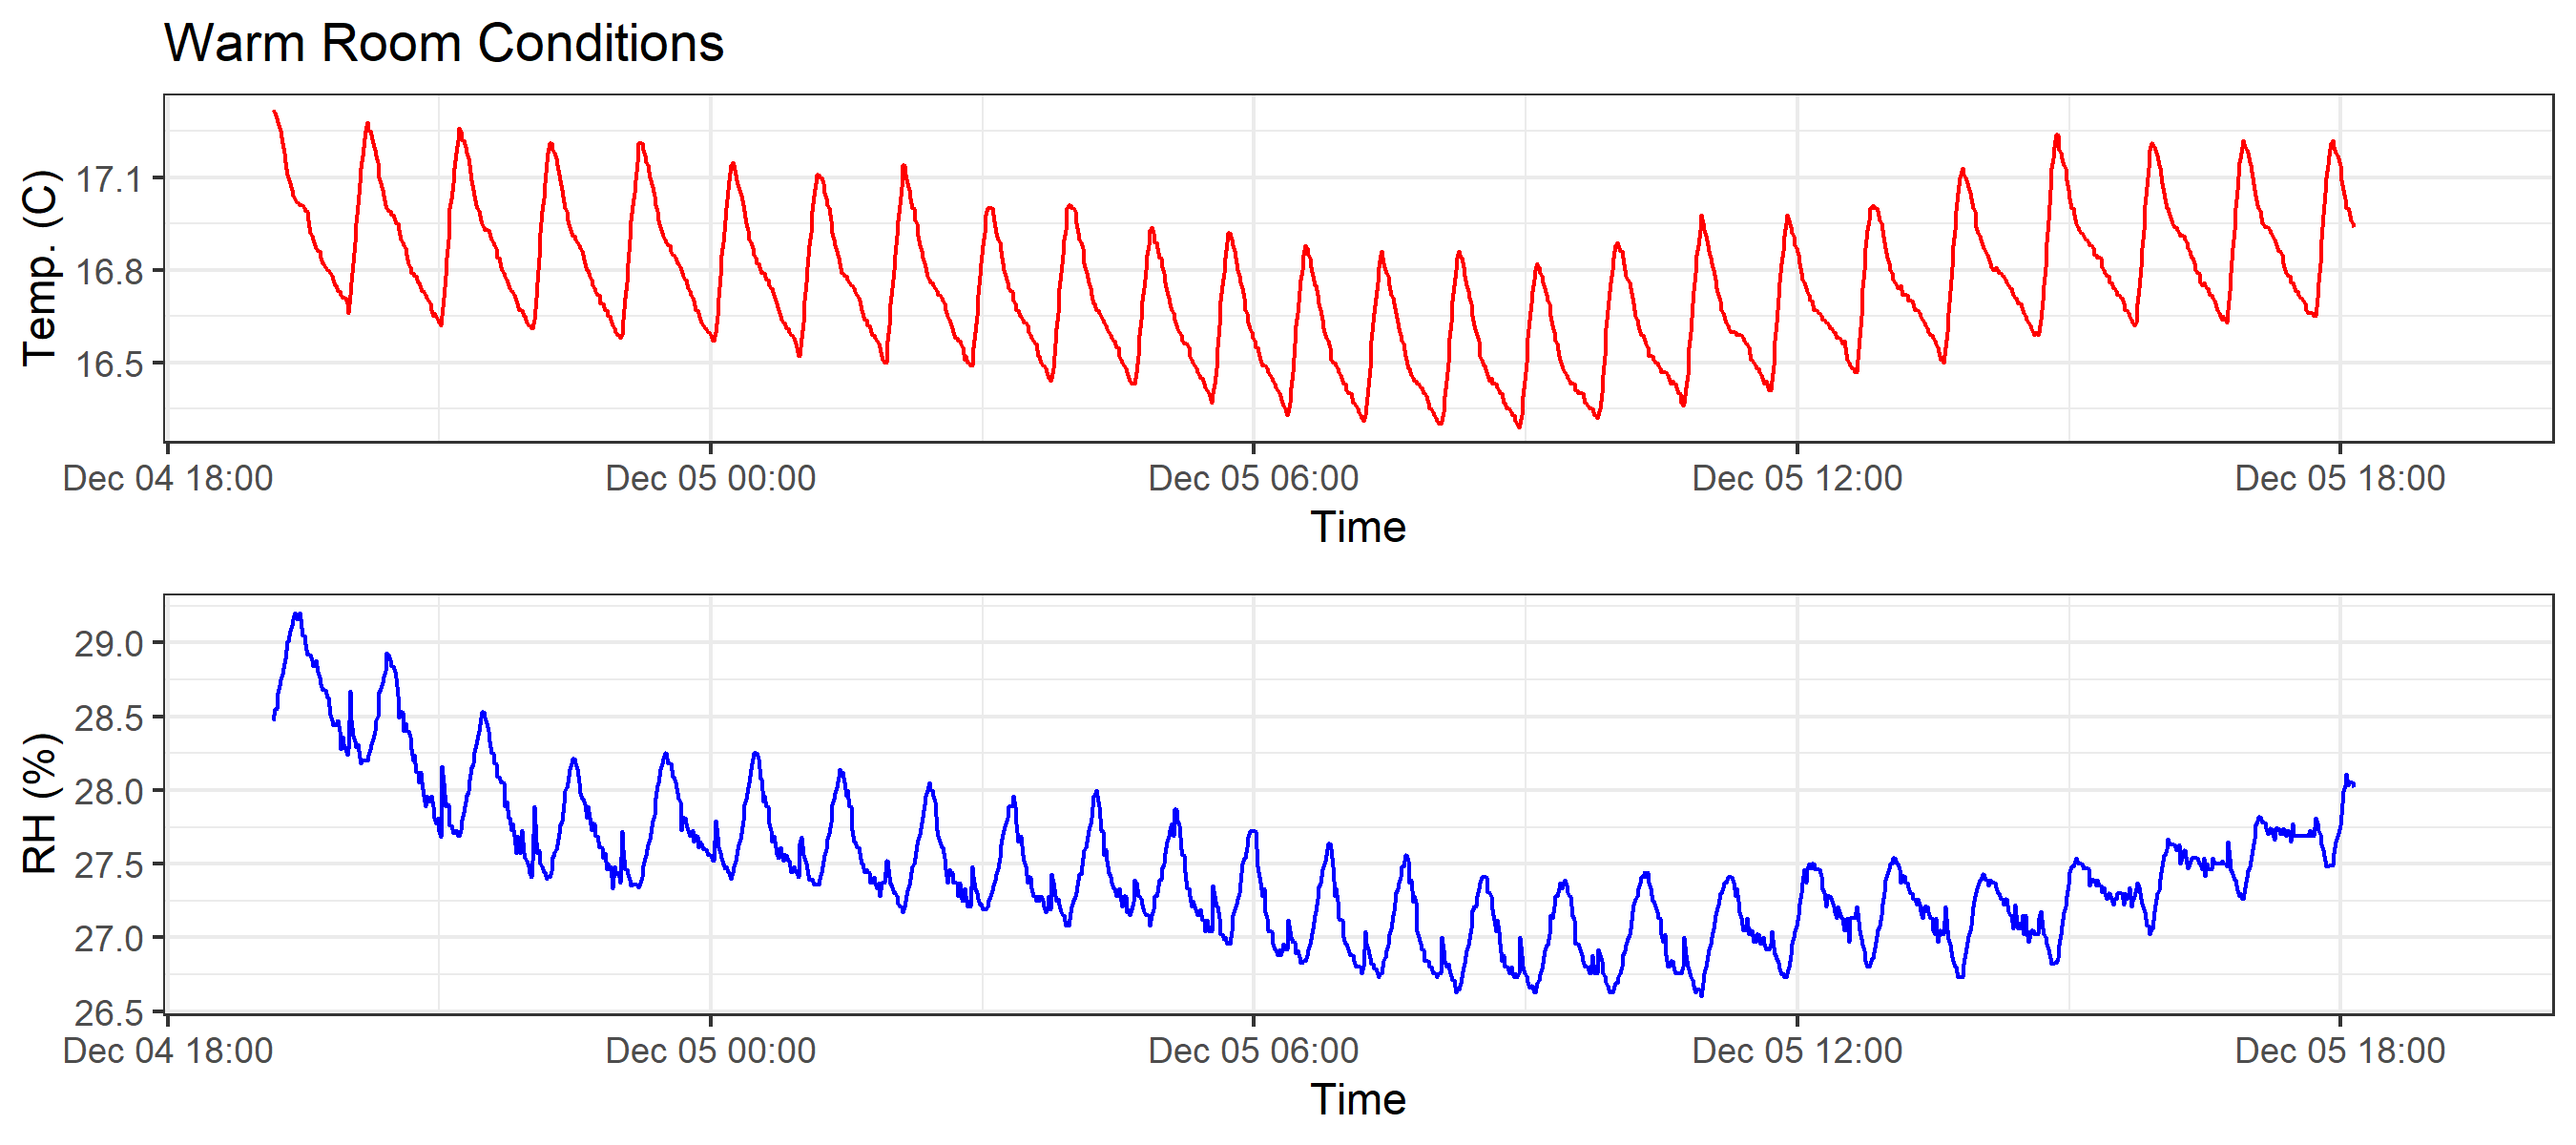 Warm Room Conditions
Temp. (C)
17.1
16.8
16.5
Dec 04 18:00 Dec 05 00:00 Dec 05 06:00 Dec 05 12:00 Dec 05 18:00
Time
RH (%)
29.0
28.5
28.0
27.5
27.0
26.5
Dec 04 18:00 Dec 05 00:00 Dec 05 06:00 Dec 05 12:00 Dec 05 18:00
Time